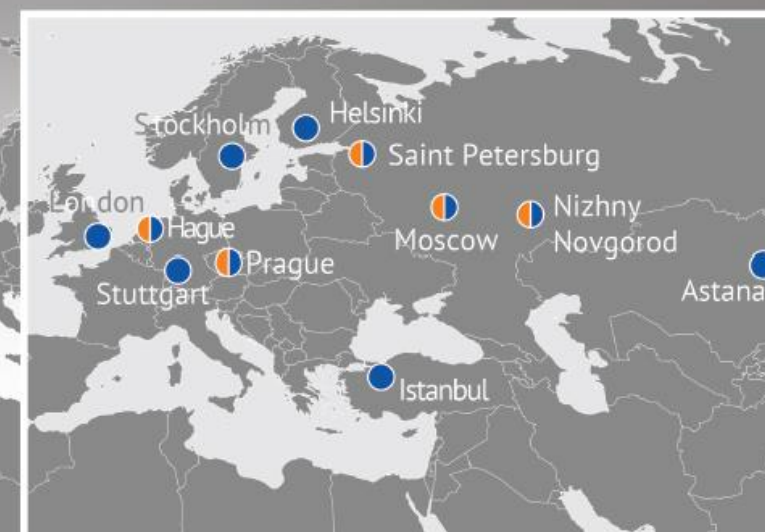 Stockholm
Helsinki
Saint Petersburg
London
Hague
Nizhny
Novgorod
Moscow
Prague
Stuttgart
Astana
Istanbul